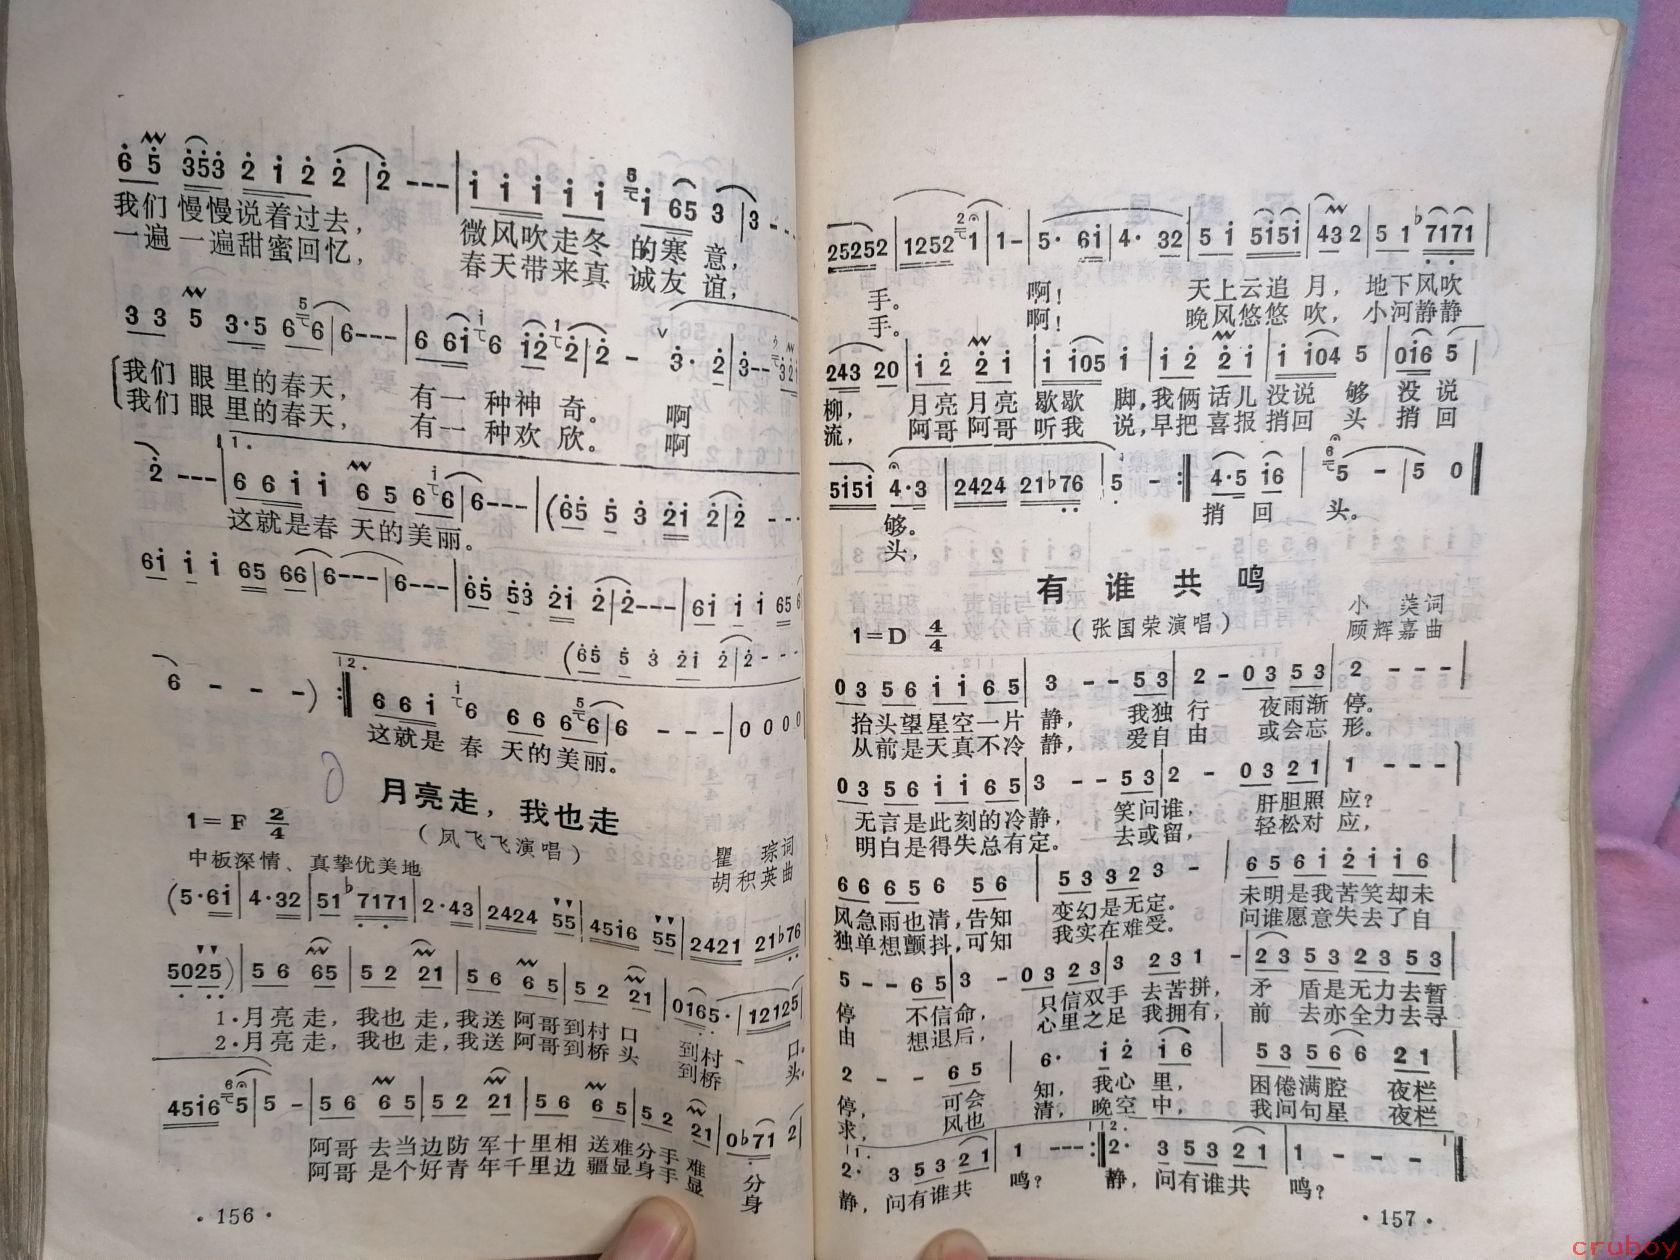 我们 慢慢说着过去， 微风吹走冬 的寒 意，
一遍 一遍甜蜜回忆， 春天带来真 诚友 谊，
我们 眼 里的春天， 有一 种神 奇。 啊
我们 眼 里的春天， 有一 种欢 欣。 啊
1.
这就是春 天的美丽。
2.
这就是 春 天的美丽。
月亮走，我也走
1=F 2/4
（凤飞飞演唱）
瞿 琮词
中板深情、真挚优美地
胡积英曲
1·月亮 走，我也 走，我送 阿哥到村 口 到村 口·
2·月亮 走，我也 走，我送 阿哥到桥 头 到桥 头·
阿哥 去当边防 军十里相 送难分手 难 分
阿哥 是个好青 年千里边 疆显身手 显 身
·156·
手。 啊！ 天上云追 月，地下风吹
手。 啊！ 晚风悠悠 吹，小河静静
柳， 月亮 月亮 歇歇 脚，我俩 话儿 没说 够 没 说
流， 阿哥 阿哥 听我 说，早把 喜报 捎回 头 捎 回
够。 捎 回 头。
头，
有谁共鸣
（张国荣演唱）
小 美词
1=D 4/4
顾辉嘉曲
抬头望星空一片 静， 我独 行 夜雨渐 停。
从前是天真不冷 静， 爱自 由 或会忘 形。
无言是此刻的冷静， 笑问谁， 肝胆照 应？
明白是得失总有定。 去或留， 轻松对 应，
风急雨也清，告知 变幻是无定。 未明是我苦笑却未
独单想颤抖，可知 我实在难受。 问谁愿意失去了自
停 不信命， 只信双手 去苦拼， 矛 盾是无力去暂
由 想退后， 心里之足 我拥有， 前 去亦全力去寻
停， 可会 知，我心 里， 困倦满腔 夜栏
求， 风也 清，晚空 中， 我问句星 夜栏
2.
静，问有谁共 鸣？ 静，问有谁共 鸣？
·157·
cruboy